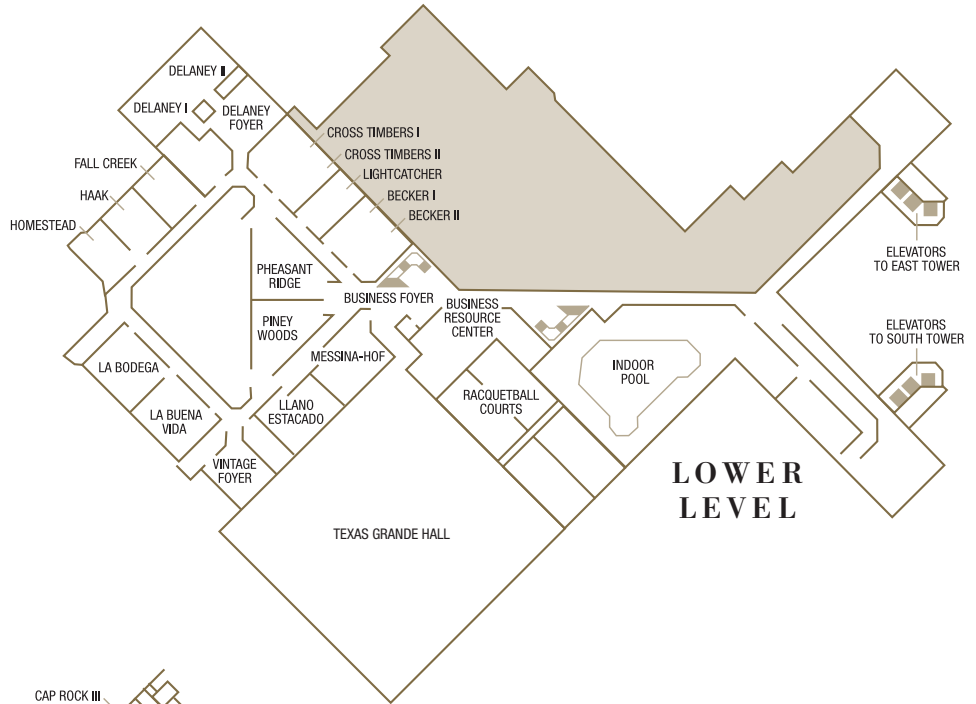 DELANEY II
DELANEY I
DELANEY
FOYER
CROSS TIMBERS I
CROSS TIMBERS II
LIGHTCATCHER
BECKER I
BECKER II
FALL CREEK
HAAK
HOMESTEAD
PHEASANT
RIDGE
BUSINESS FOYER
PINEY
WOODS
BUSINESS
RESOURCE
CENTER
ELEVATORS
TO EAST TOWER
ELEVATORS
TO SOUTH TOWER
MESSINA-HOF
LA BODEGA
INDOOR
POOL
RACQUETBALL
COURTS
LLANO
ESTACADO
LA BUENA
VIDA
VINTAGE
FOYER
LOWER
LEVEL
TEXAS GRANDE HALL
CAP ROCK III